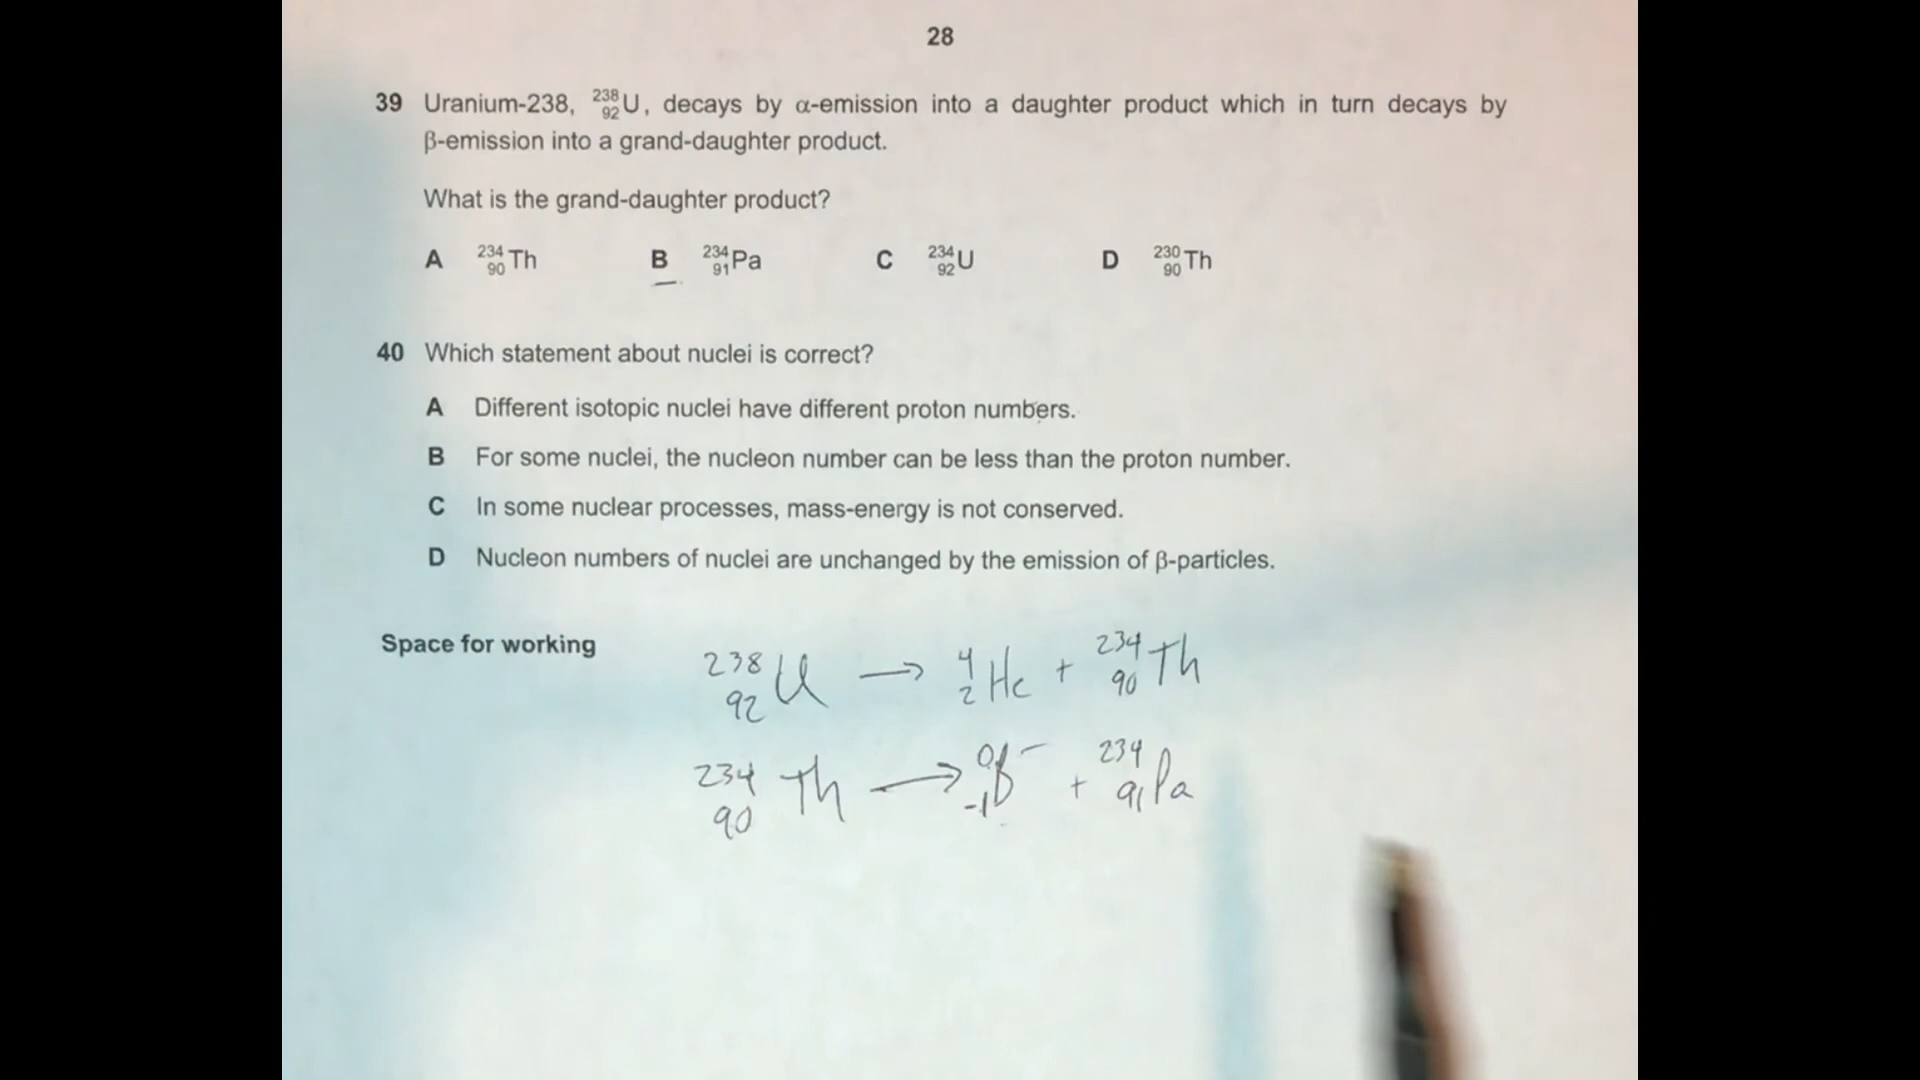 28
39 Uranium-238, ²³⁸₉₂U, decays by α-emission into a daughter product which in turn decays by
β-emission into a grand-daughter product.
What is the grand-daughter product?
A ²³⁴₉₀Th B ²³⁴₉₁Pa C ²³⁴₉₂U D ²³⁰₉₀Th
40 Which statement about nuclei is correct?
A Different isotopic nuclei have different proton numbers.
B For some nuclei, the nucleon number can be less than the proton number.
C In some nuclear processes, mass-energy is not conserved.
D Nucleon numbers of nuclei are unchanged by the emission of β-particles.
Space for working
²³⁸₉₂U → ⁴₂He + ²³⁴₉₀Th
²³⁴₉₀Th → ⁰₋₁β⁻ + ²³⁴₉₁Pa